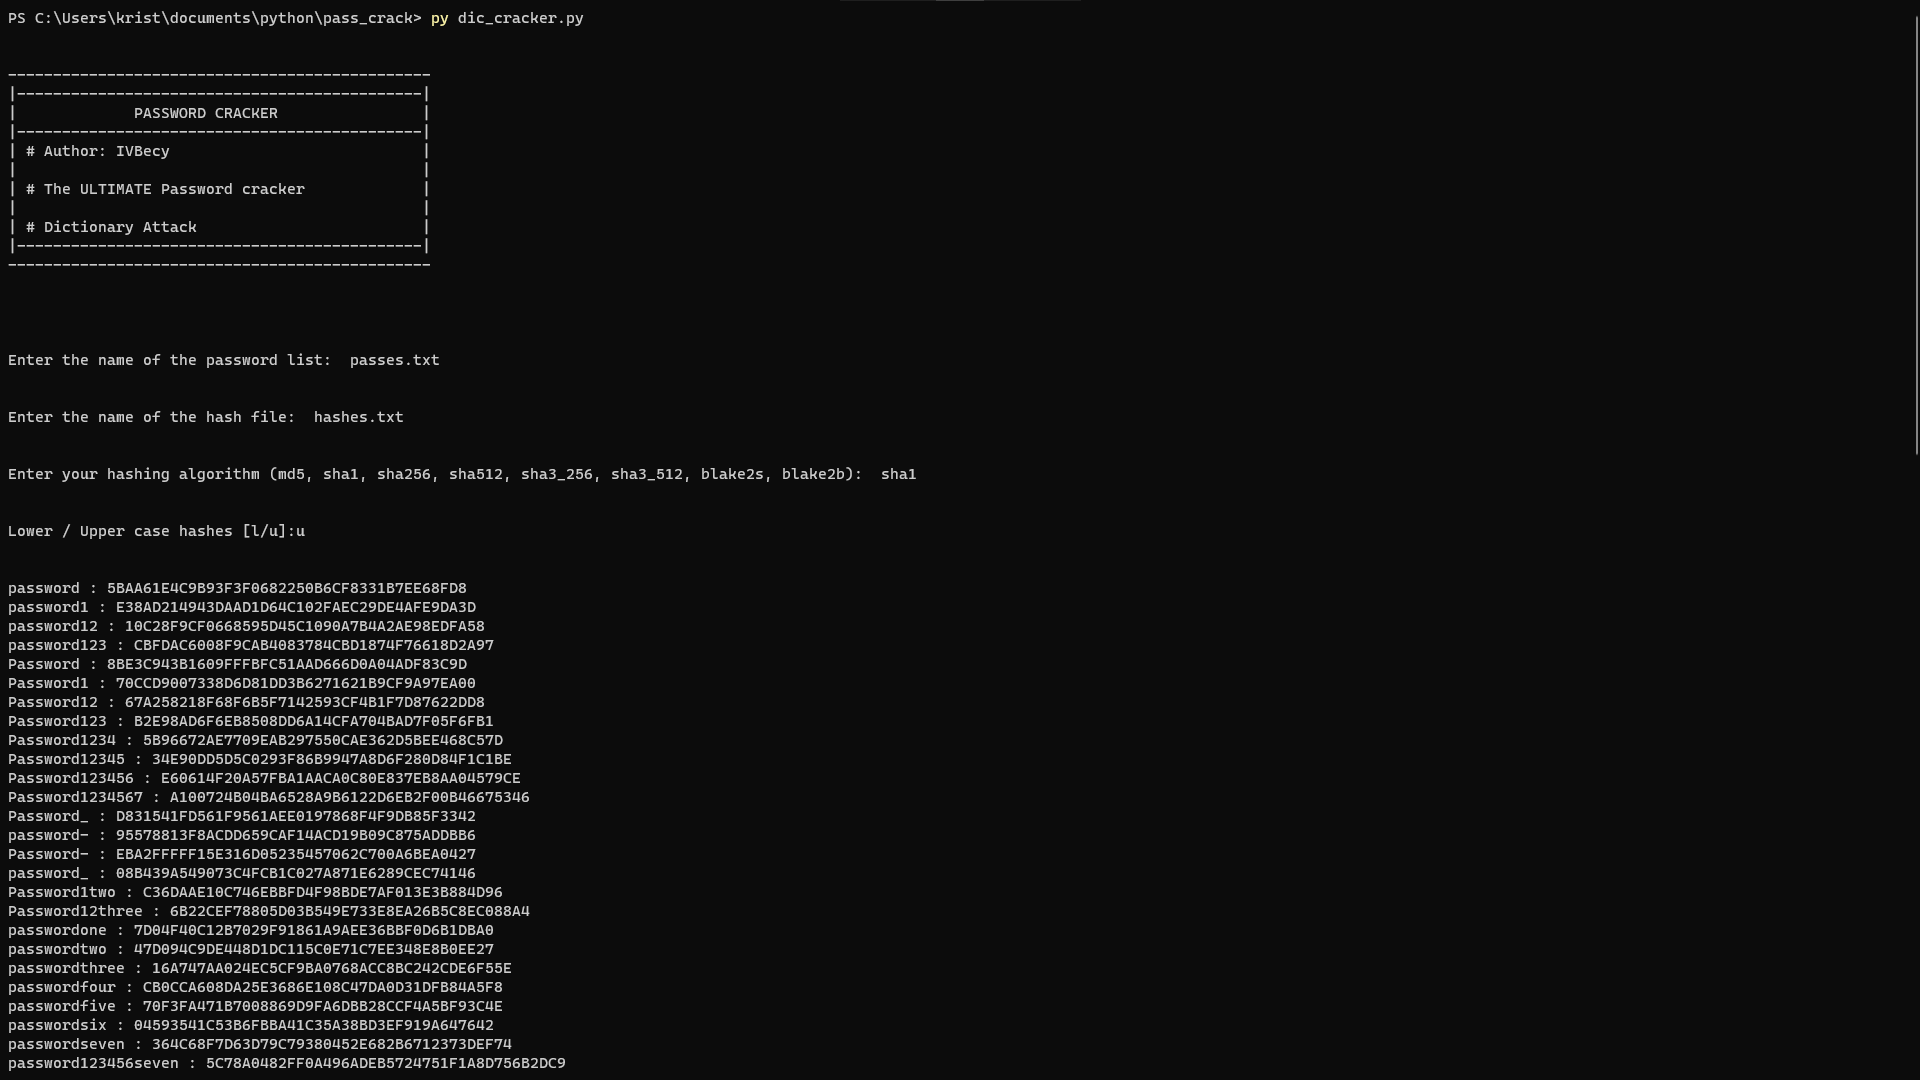 PS C:\Users\krist\documents\python\pass_crack> py dic_cracker.py
-----------------------------------------------
|---------------------------------------------|
| PASSWORD CRACKER |
|---------------------------------------------|
| # Author: IVBecy |
| |
| # The ULTIMATE Password cracker |
| |
| # Dictionary Attack |
|---------------------------------------------|
-----------------------------------------------
Enter the name of the password list:  passes.txt
Enter the name of the hash file:  hashes.txt
Enter your hashing algorithm (md5, sha1, sha256, sha512, sha3_256, sha3_512, blake2s, blake2b):  sha1
Lower / Upper case hashes [l/u]:u
password : 5BAA61E4C9B93F3F0682250B6CF8331B7EE68FD8
password1 : E38AD214943DAAD1D64C102FAEC29DE4AFE9DA3D
password12 : 10C28F9CF0668595D45C1090A7B4A2AE98EDFA58
password123 : CBFDAC6008F9CAB4083784CBD1874F76618D2A97
Password : 8BE3C943B1609FFFBFC51AAD666D0A04ADF83C9D
Password1 : 70CCD9007338D6D81DD3B6271621B9CF9A97EA00
Password12 : 67A258218F68F6B5F7142593CF4B1F7D87622DD8
Password123 : B2E98AD6F6EB8508DD6A14CFA704BAD7F05F6FB1
Password1234 : 5B96672AE7709EAB297550CAE362D5BEE468C57D
Password12345 : 34E90DD5D5C0293F86B9947A8D6F280D84F1C1BE
Password123456 : E60614F20A57FBA1AACA0C80E837EB8AA04579CE
Password1234567 : A100724B04BA6528A9B6122D6EB2F00B46675346
Password_ : D831541FD561F9561AEE0197868F4F9DB85F3342
password- : 95578813F8ACDD659CAF14ACD19B09C875ADDBB6
Password- : EBA2FFFFF15E316D05235457062C700A6BEA0427
password_ : 08B439A549073C4FCB1C027A871E6289CEC74146
Password1two : C36DAAE10C746EBBFD4F98BDE7AF013E3B884D96
Password12three : 6B22CEF78805D03B549E733E8EA26B5C8EC088A4
passwordone : 7D04F40C12B7029F91861A9AEE36BBF0D6B1DBA0
passwordtwo : 47D094C9DE448D1DC115C0E71C7EE348E8B0EE27
passwordthree : 16A747AA024EC5CF9BA0768ACC8BC242CDE6F55E
passwordfour : CB0CCA608DA25E3686E108C47DA0D31DFB84A5F8
passwordfive : 70F3FA471B7008869D9FA6DBB28CCF4A5BF93C4E
passwordsix : 04593541C53B6FBBA41C35A38BD3EF919A647642
passwordseven : 364C68F7D63D79C79380452E682B6712373DEF74
password123456seven : 5C78A0482FF0A496ADEB5724751F1A8D756B2DC9